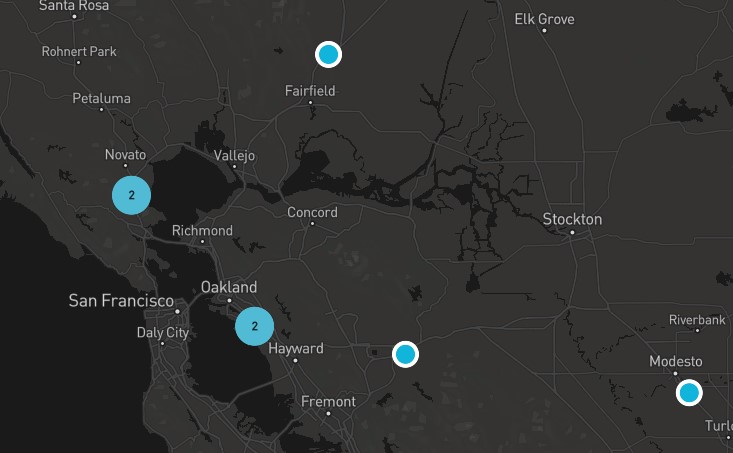 Santa Rosa
Elk Grove
Rohnert Park
Fairfield
Petaluma
Novato
Vallejo
2
Concord
Stockton
Richmond
Oakland
San Francisco
2
Riverbank
Daly City
Hayward
Modesto
Fremont
Turlo